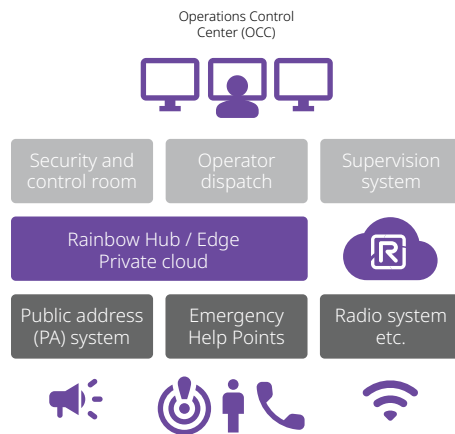 Operations Control
Center (OCC)
Security and
control room
Operator
dispatch
Supervision
system
Rainbow Hub / Edge
Private cloud
R
Public address
(PA) system
Emergency
Help Points
Radio system
etc.